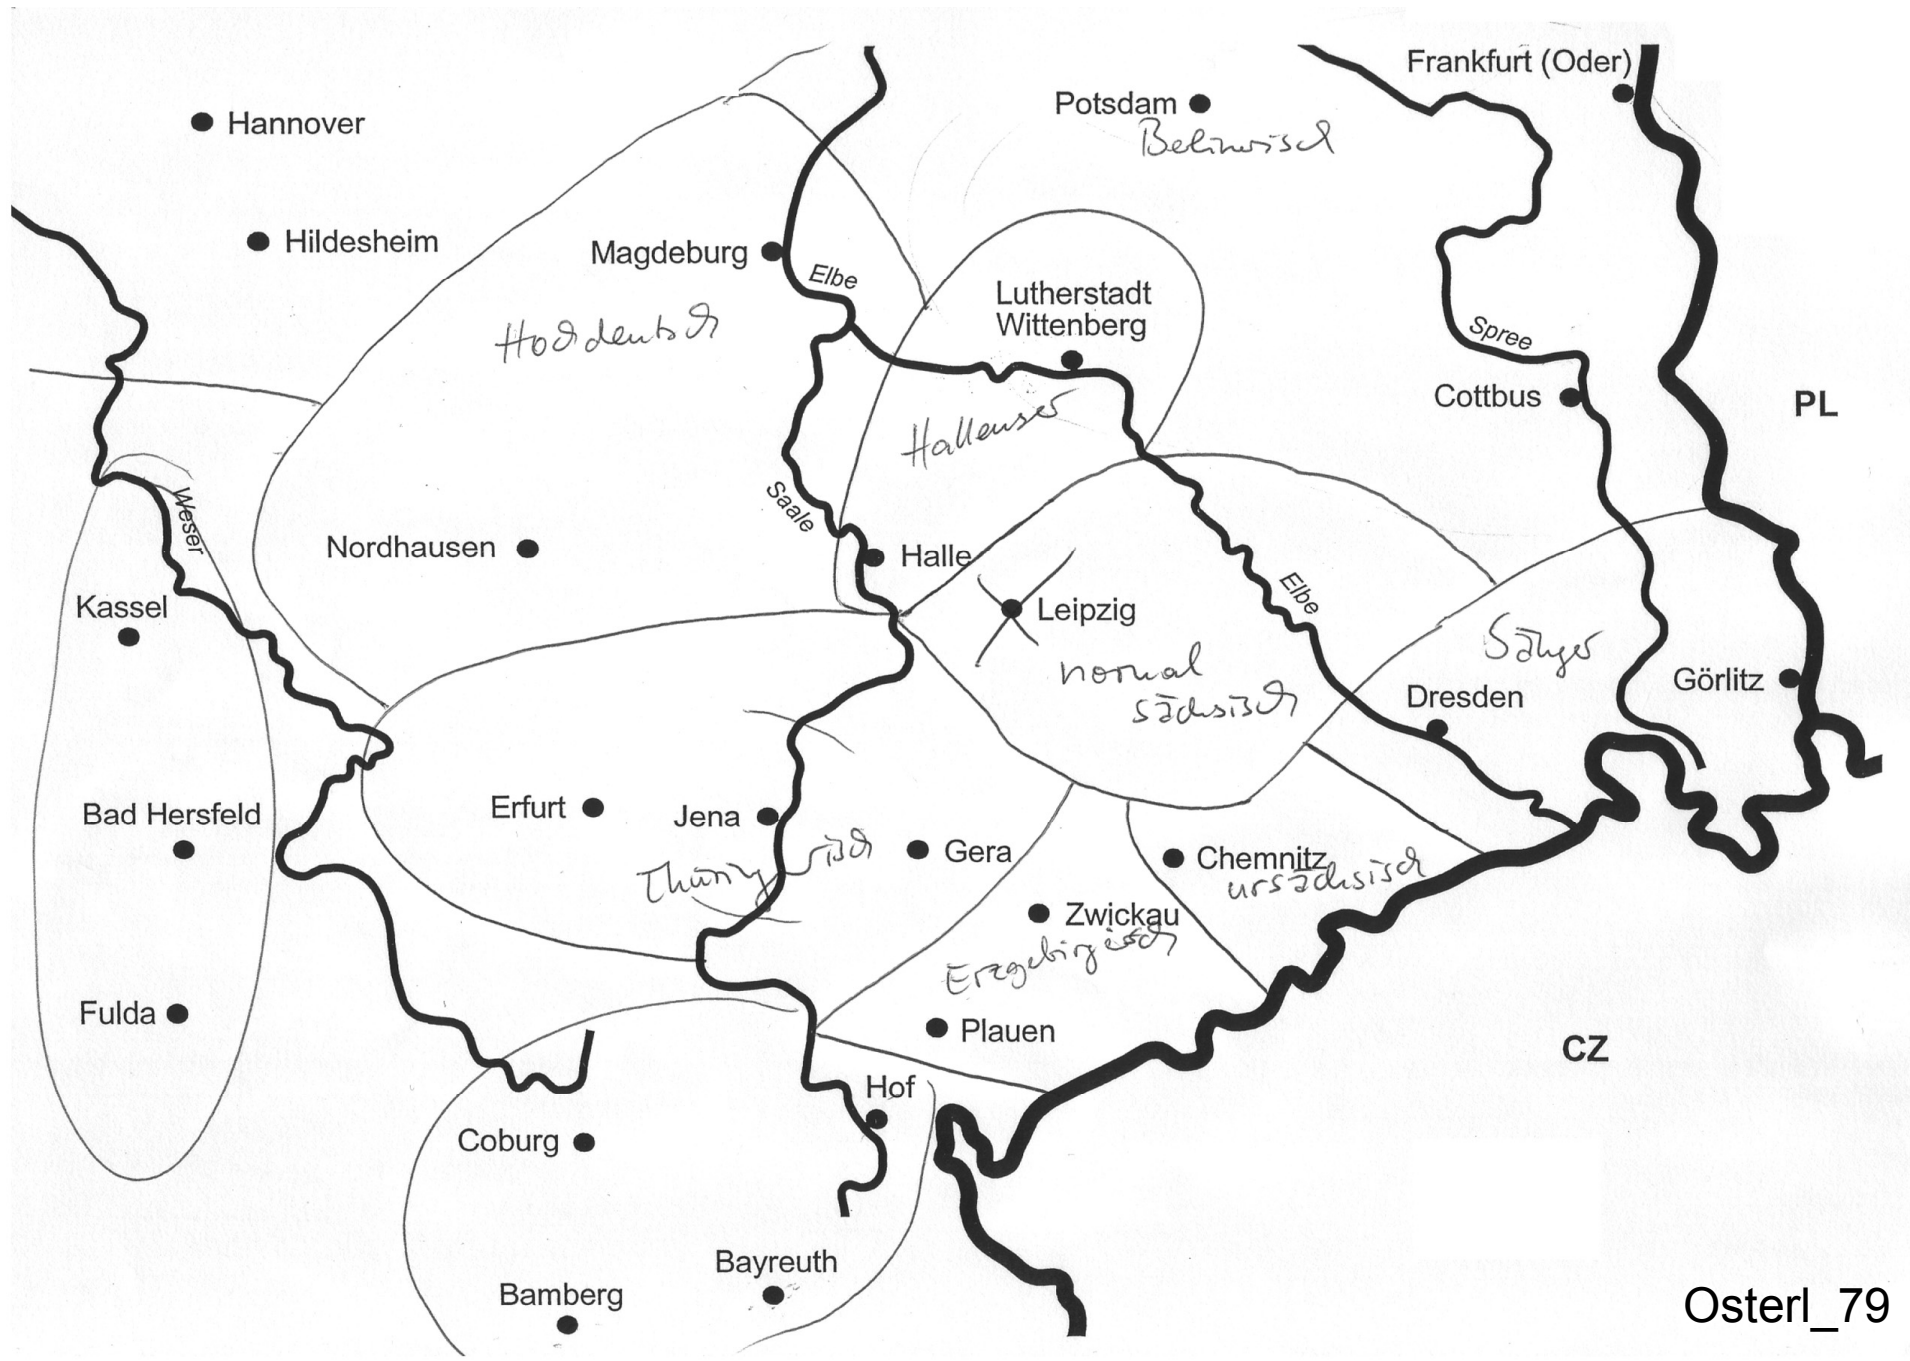 Frankfurt (Oder)
Potsdam
Hannover
Hildesheim
Magdeburg
Elbe
Hochdeutsch
Lutherstadt
Wittenberg
Spree
Cottbus
PL
Hallenser
Saale
Weser
Nordhausen
Halle
Kassel
Leipzig
Elbe
normal
sächsisch
Dresden
Görlitz
Bad Hersfeld
Erfurt
Jena
Gera
Thüringisch
Chemnitz
ursächsisch
Zwickau
Erzgebirgisch
Fulda
Plauen
CZ
Hof
Coburg
Bayreuth
Bamberg
Osterl_79